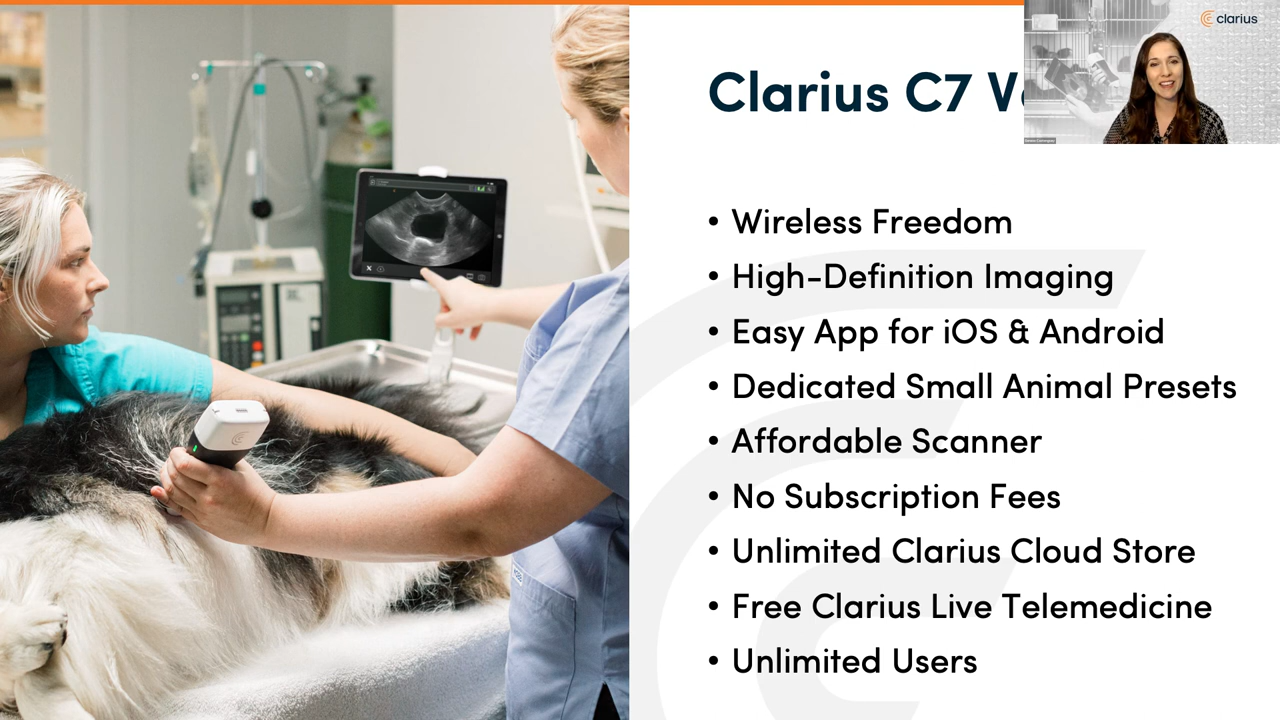 clarius
Clarius C7
• Wireless Freedom
• High-Definition Imaging
• Easy App for iOS & Android
• Dedicated Small Animal Presets
• Affordable Scanner
• No Subscription Fees
• Unlimited Clarius Cloud Store
• Free Clarius Live Telemedicine
• Unlimited Users